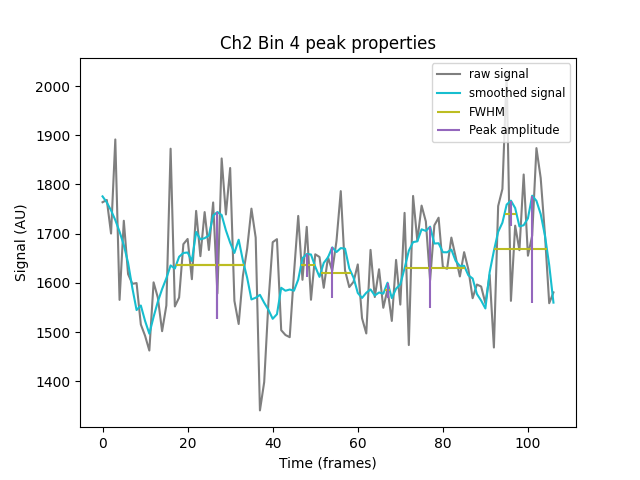 Ch2 Bin 4 peak properties
raw signal
smoothed signal
FWHM
Peak amplitude
2000
1900
1800
1700
1600
1500
1400
Signal (AU)
0 20 40 60 80 100
Time (frames)